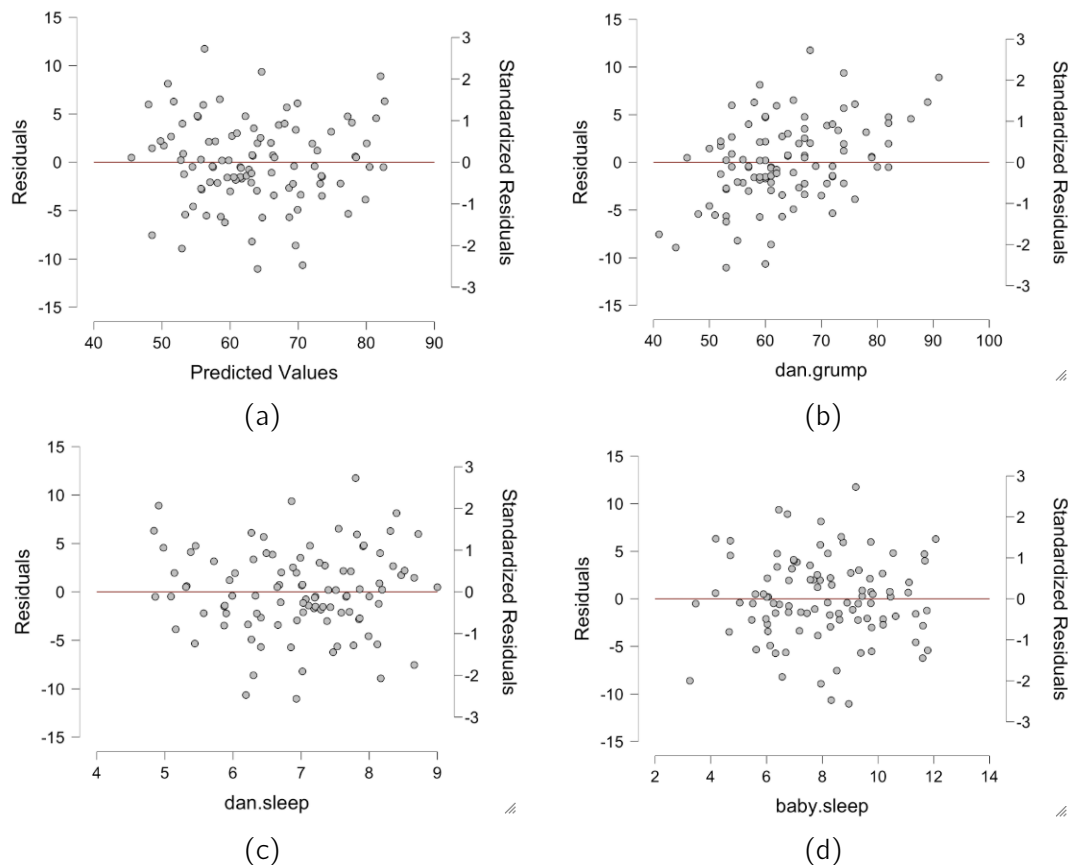 15
10
5
0
-5
-10
-15
Residuals
3
2
1
0
-1
-2
-3
Standardized Residuals
40 50 60 70 80 90
Predicted Values
(a)
15
10
5
0
-5
-10
-15
Residuals
3
2
1
0
-1
-2
-3
Standardized Residuals
40 50 60 70 80 90 100
dan.grump
(b)
15
10
5
0
-5
-10
-15
Residuals
3
2
1
0
-1
-2
-3
Standardized Residuals
4 5 6 7 8 9
dan.sleep
(c)
15
10
5
0
-5
-10
-15
Residuals
3
2
1
0
-1
-2
-3
Standardized Residuals
2 4 6 8 10 12 14
baby.sleep
(d)